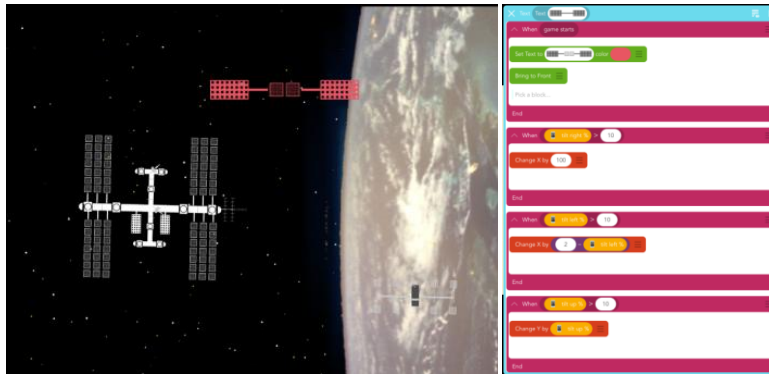 Text Text
When game starts
Set Text to color
Bring to Front
Pick a block...
End
When tilt right % > 10
Change X by 100
When tilt left % > 10
Change X by 2 - tilt left %
End
When tilt up % > 10
Change Y by tilt up %
End